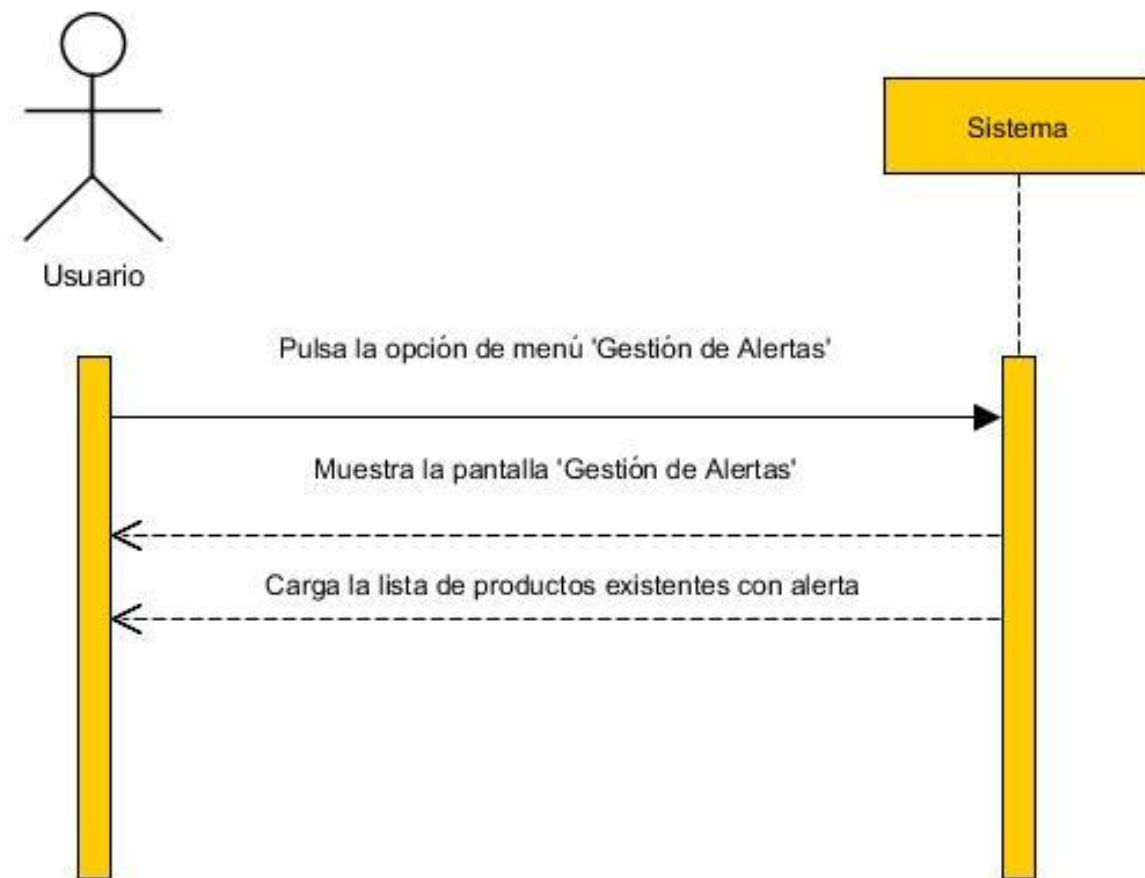 Sistema
Usuario
Pulsa la opción de menú 'Gestión de Alertas'
Muestra la pantalla 'Gestión de Alertas'
Carga la lista de productos existentes con alerta